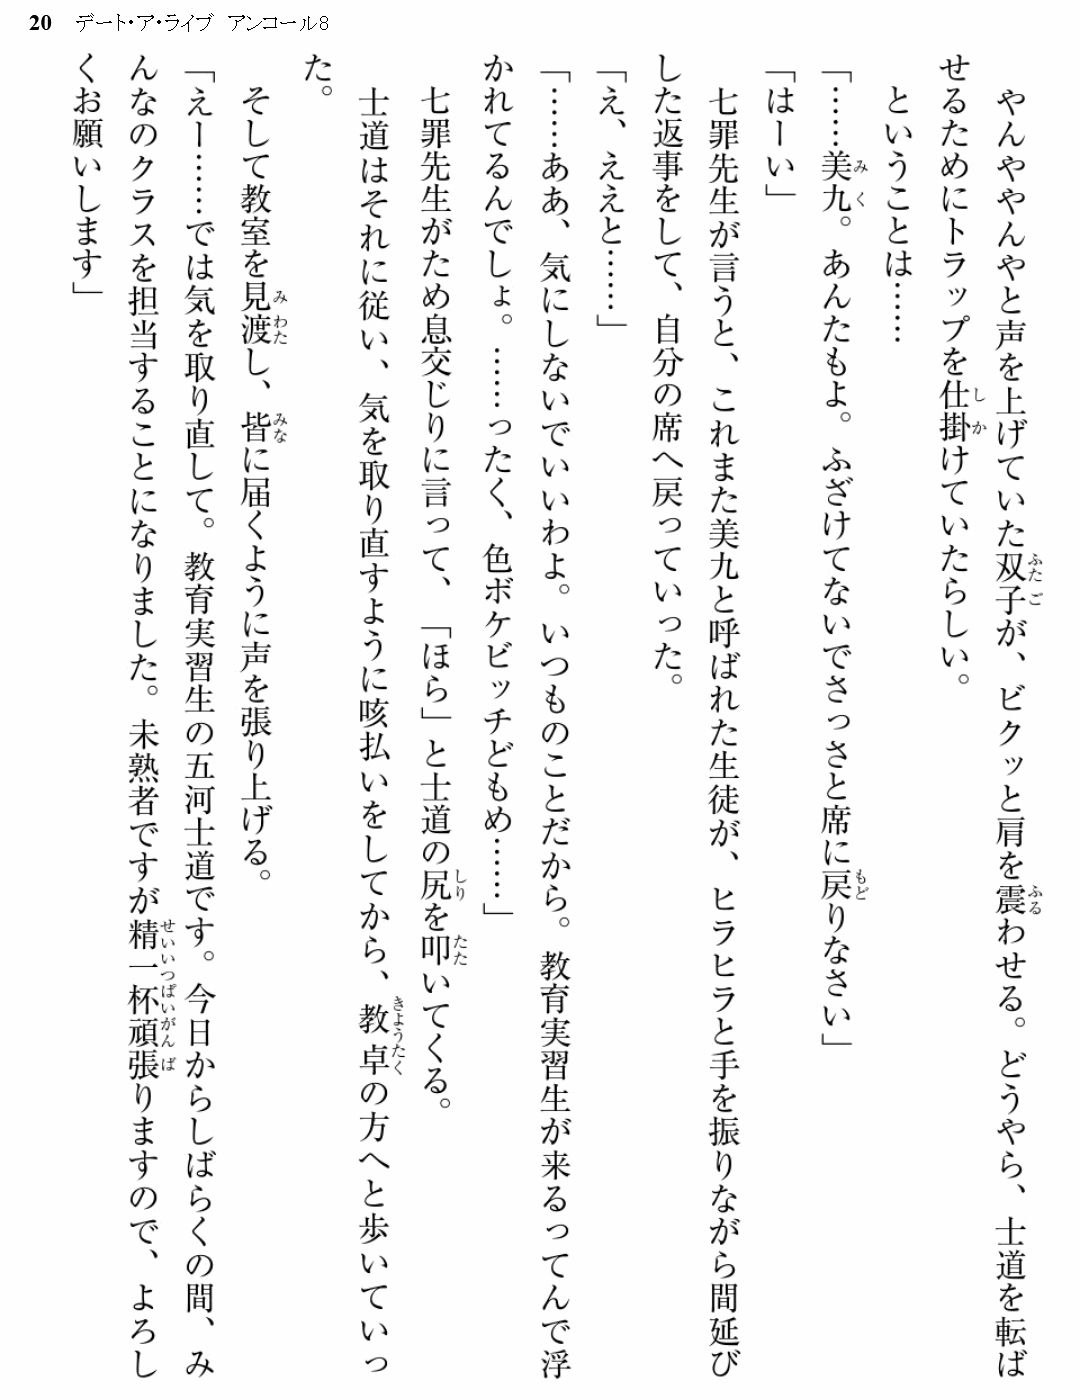 20 デート・ア・ライブ アンコール8
やんややんやと声を上げていた双子が、ビクッと肩を震わせる。どうやら、士道を転ば
せるためにトラップを仕掛けていたらしい。
ということは……
「……美九。あんたもよ。ふざけてないでさっさと席に戻りなさい」
「はーい」
七罪先生が言うと、これまた美九と呼ばれた生徒が、ヒラヒラと手を振りながら間延び
した返事をして、自分の席へ戻っていった。
「え、ええと……」
「……ああ、気にしないでいいわよ。いつものことだから。教育実習生が来るってんで浮
かれてるんでしょ。……ったく、色ボケビッチどもめ……」
七罪先生がため息交じりに言って、「ほら」と士道の尻を叩いてくる。
士道はそれに従い、気を取り直すように咳払いをしてから、教卓の方へと歩いていっ
た。
そして教室を見渡し、皆に届くように声を張り上げる。
「えー……では気を取り直して。教育実習生の五河士道です。今日からしばらくの間、み
んなのクラスを担当することになりました。未熟者ですが精一杯頑張りますので、よろし
くお願いします」